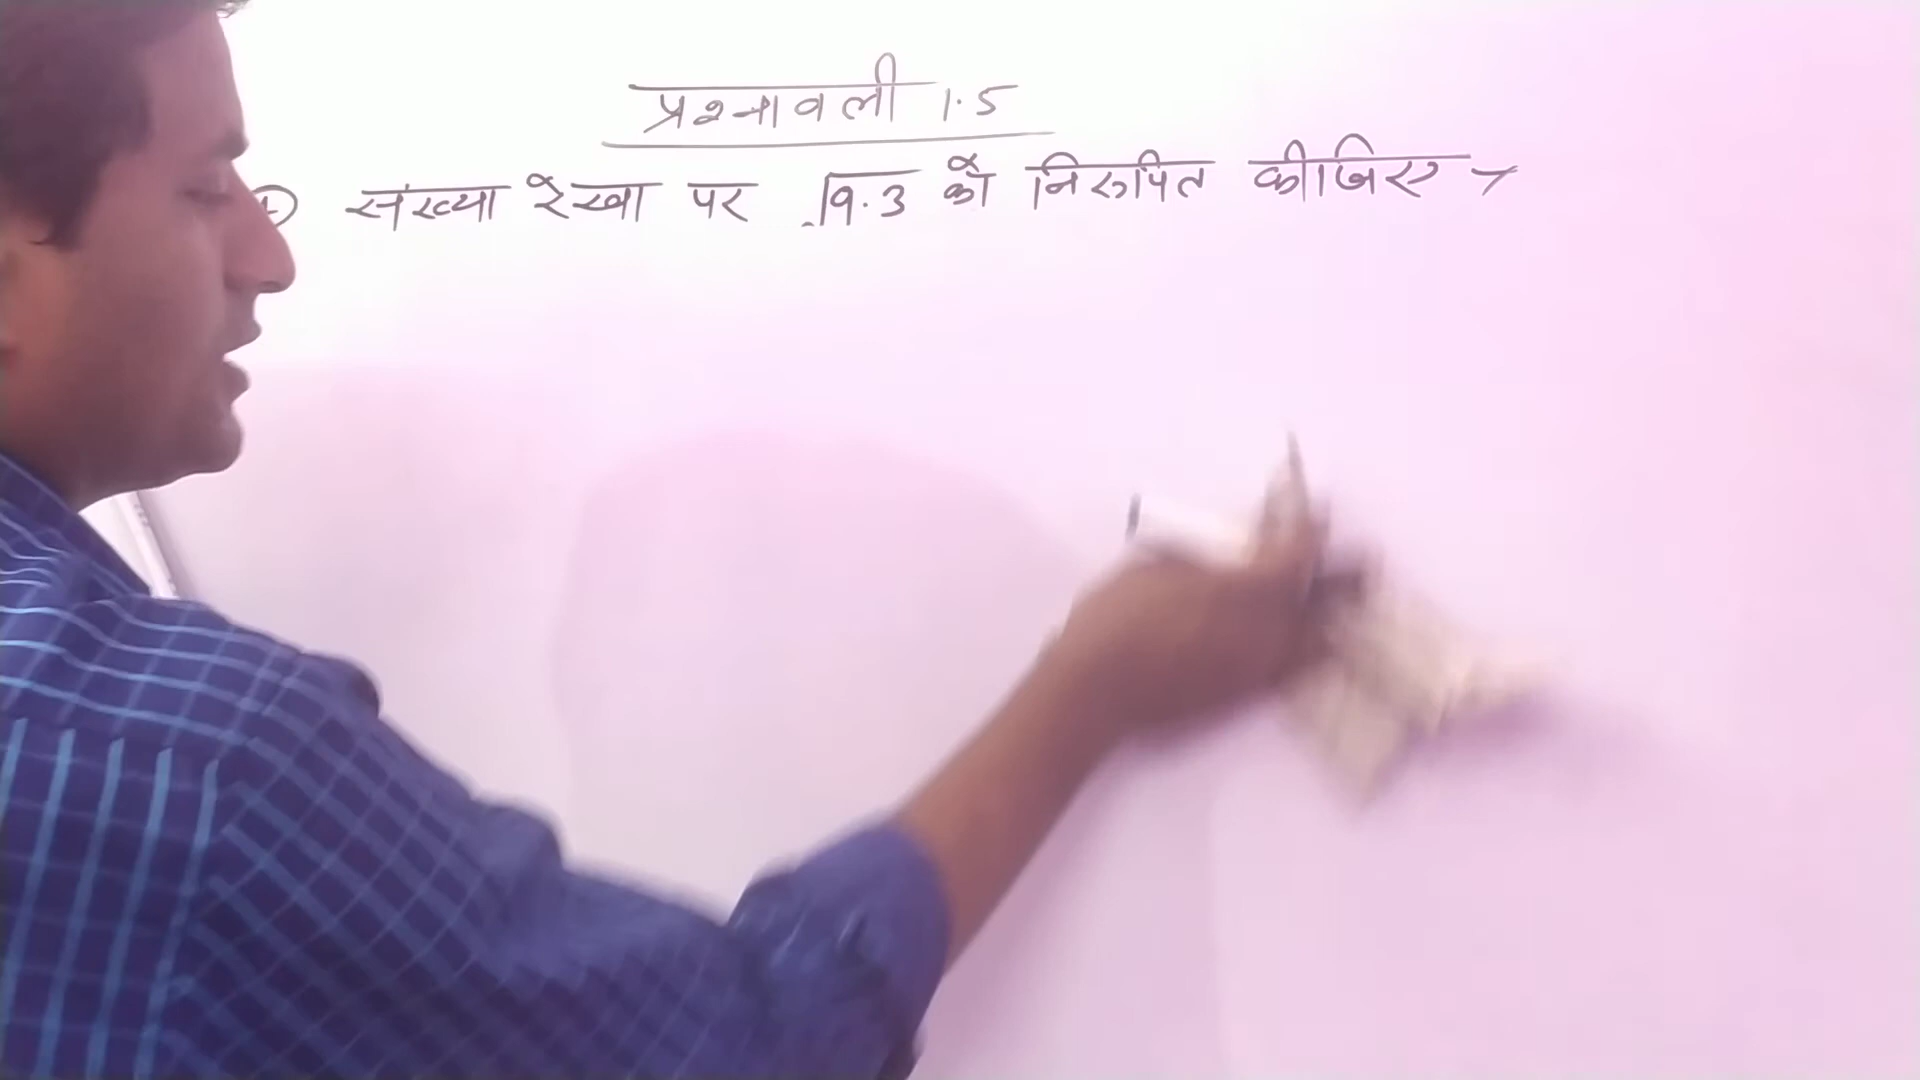 प्रश्नावली 1.5
संख्या रेखा पर √9.3 को निरुपित कीजिए